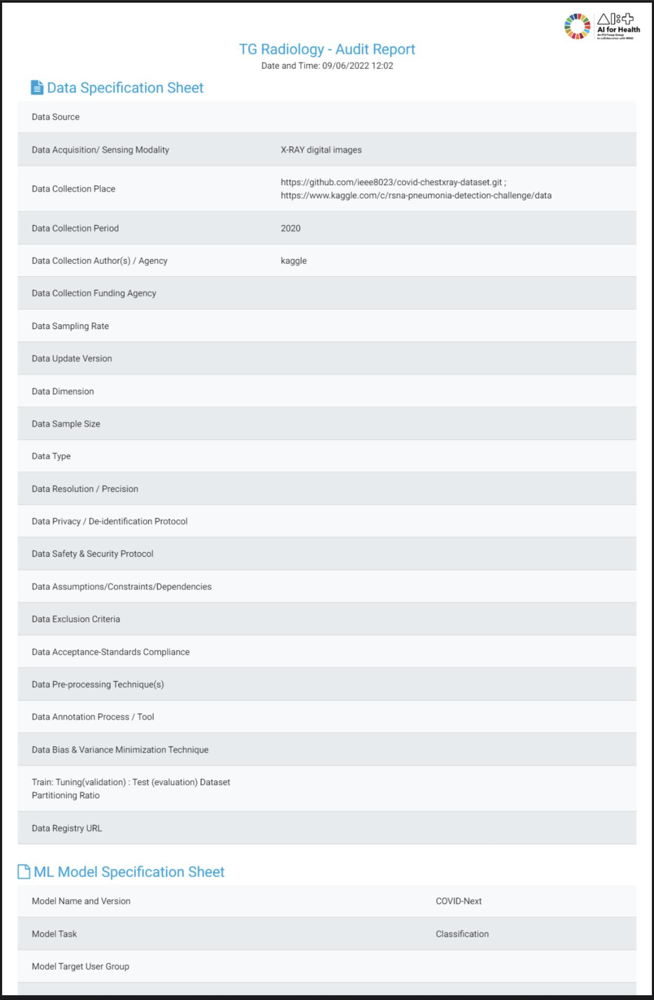 AI for Health
An ITU Focus Group
in collaboration with WHO
TG Radiology - Audit Report
Date and Time: 09/06/2022 12:02
Data Specification Sheet
Data Source
Data Acquisition/ Sensing Modality X-RAY digital images
Data Collection Place https://github.com/ieee8023/covid-chestxray-dataset.git ;
https://www.kaggle.com/c/rsna-pneumonia-detection-challenge/data
Data Collection Period 2020
Data Collection Author(s) / Agency kaggle
Data Collection Funding Agency
Data Sampling Rate
Data Update Version
Data Dimension
Data Sample Size
Data Type
Data Resolution / Precision
Data Privacy / De-identification Protocol
Data Safety & Security Protocol
Data Assumptions/Constraints/Dependencies
Data Exclusion Criteria
Data Acceptance-Standards Compliance
Data Pre-processing Technique(s)
Data Annotation Process / Tool
Data Bias & Variance Minimization Technique
Train: Tuning(validation) : Test (evaluation) Dataset
Partitioning Ratio
Data Registry URL
ML Model Specification Sheet
Model Name and Version COVID-Next
Model Task Classification
Model Target User Group